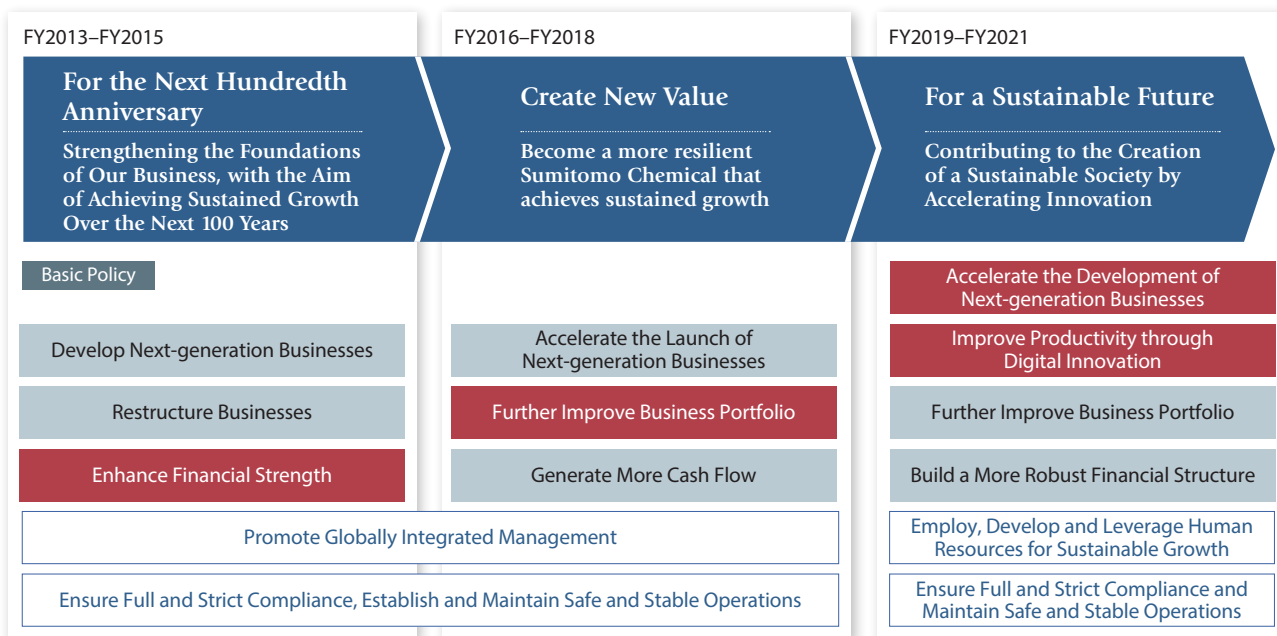 FY2013–FY2015
For the Next Hundredth
Anniversary
Strengthening the Foundations
of Our Business, with the Aim
of Achieving Sustained Growth
Over the Next 100 Years
FY2016–FY2018
Create New Value
Become a more resilient
Sumitomo Chemical that
achieves sustained growth
FY2019–FY2021
For a Sustainable Future
Contributing to the Creation
of a Sustainable Society by
Accelerating Innovation
Basic Policy
Develop Next-generation Businesses
Restructure Businesses
Enhance Financial Strength
Accelerate the Launch of
Next-generation Businesses
Further Improve Business Portfolio
Generate More Cash Flow
Promote Globally Integrated Management
Ensure Full and Strict Compliance, Establish and Maintain Safe and Stable Operations
Accelerate the Development of
Next-generation Businesses
Improve Productivity through
Digital Innovation
Further Improve Business Portfolio
Build a More Robust Financial Structure
Employ, Develop and Leverage Human
Resources for Sustainable Growth
Ensure Full and Strict Compliance and
Maintain Safe and Stable Operations